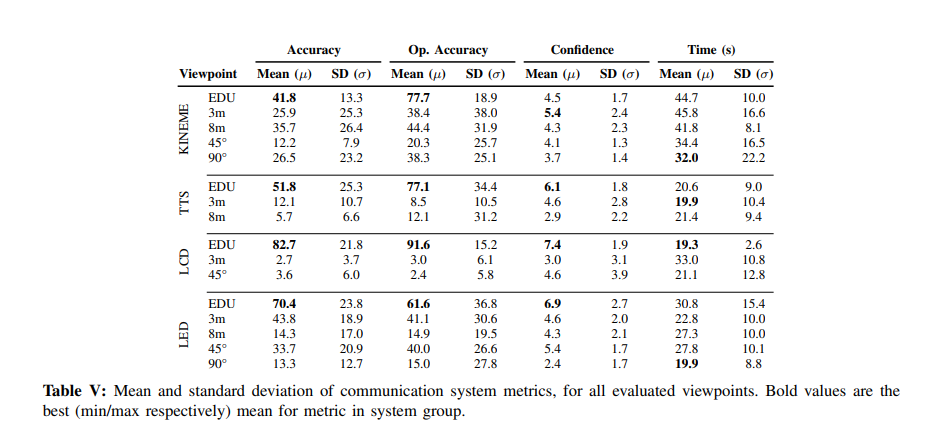 Accuracy Op. Accuracy Confidence Time (s)
Viewpoint Mean (μ) SD (σ) Mean (μ) SD (σ) Mean (μ) SD (σ) Mean (μ) SD (σ)
KINEME
EDU 41.8 13.3 77.7 18.9 4.5 1.7 44.7 10.0
3m 25.9 25.3 38.4 38.0 5.4 2.4 45.8 16.6
8m 35.7 26.4 44.4 31.9 4.3 2.3 41.8 8.1
45° 12.2 7.9 20.3 25.7 4.1 1.3 34.4 16.5
90° 26.5 23.2 38.3 25.1 3.7 1.4 32.0 22.2
TTS
EDU 51.8 25.3 77.1 34.4 6.1 1.8 20.6 9.0
3m 12.1 10.7 8.5 10.5 4.6 2.8 19.9 10.4
8m 5.7 6.6 12.1 31.2 2.9 2.2 21.4 9.4
LCD
EDU 82.7 21.8 91.6 15.2 7.4 1.9 19.3 2.6
3m 2.7 3.7 3.0 6.1 3.0 3.1 33.0 10.8
45° 3.6 6.0 2.4 5.8 4.6 3.9 21.1 12.8
LED
EDU 70.4 23.8 61.6 36.8 6.9 2.7 30.8 15.4
3m 43.8 18.9 41.1 30.6 4.6 2.0 22.8 10.0
8m 14.3 17.0 14.9 19.5 4.3 2.1 27.3 10.0
45° 33.7 20.9 40.0 26.6 5.4 1.7 27.8 10.1
90° 13.3 12.7 15.0 27.8 2.4 1.7 19.9 8.8
Table V: Mean and standard deviation of communication system metrics, for all evaluated viewpoints. Bold values are the
best (min/max respectively) mean for metric in system group.